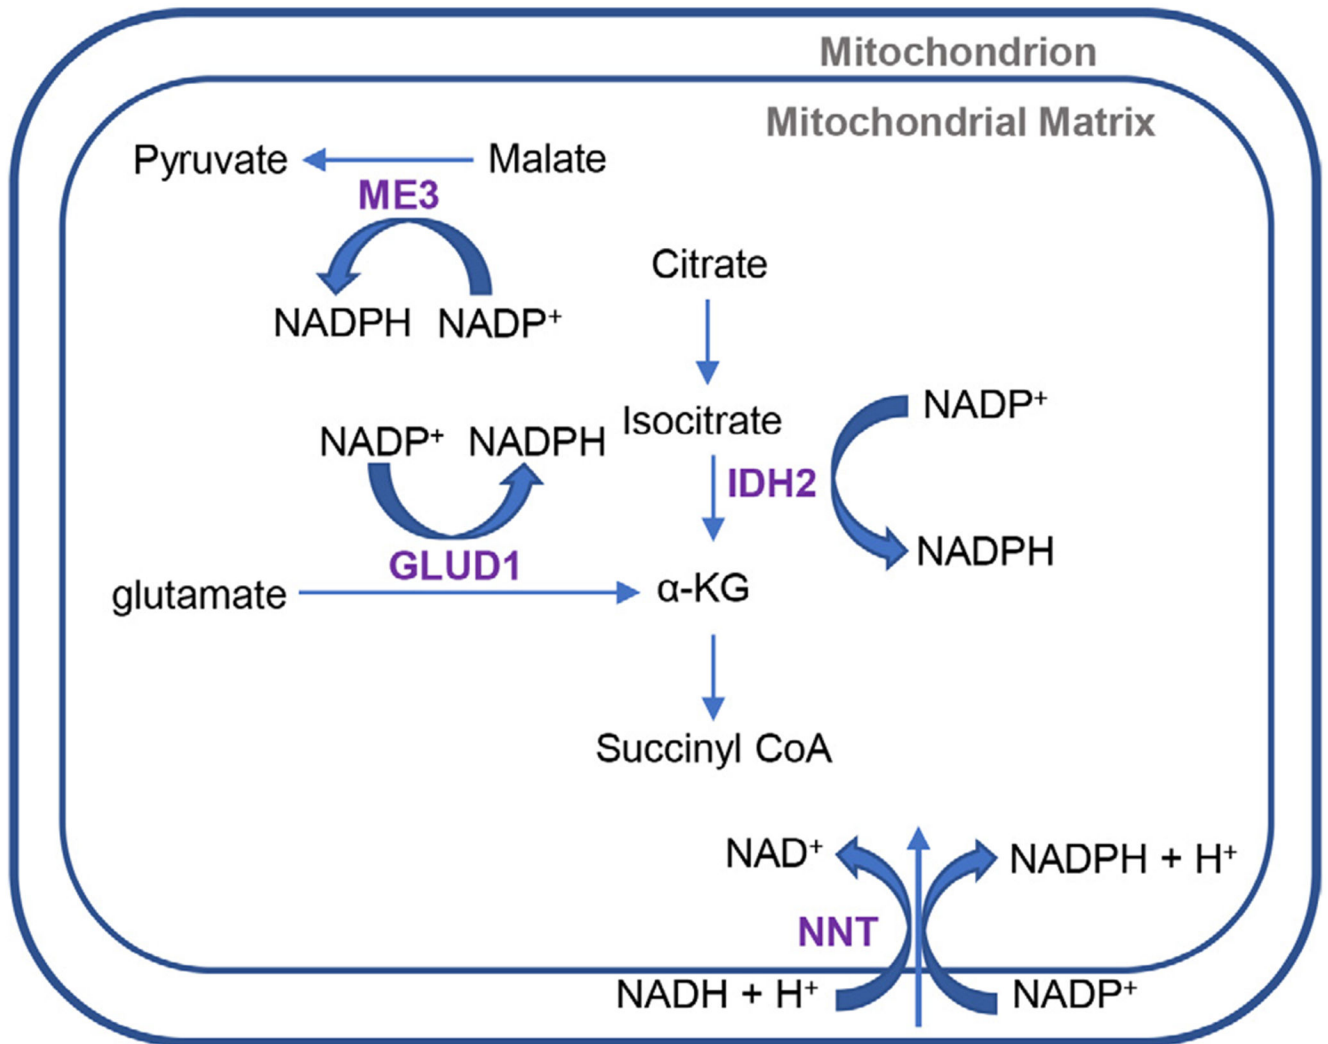 Mitochondrion
Mitochondrial Matrix
Pyruvate Malate
ME3
NADPH NADP⁺
Citrate
Isocitrate
NADP⁺
NADP⁺ NADPH
IDH2
NADPH
GLUD1
glutamate α-KG
Succinyl CoA
NAD⁺ NADPH + H⁺
NNT
NADH + H⁺ NADP⁺